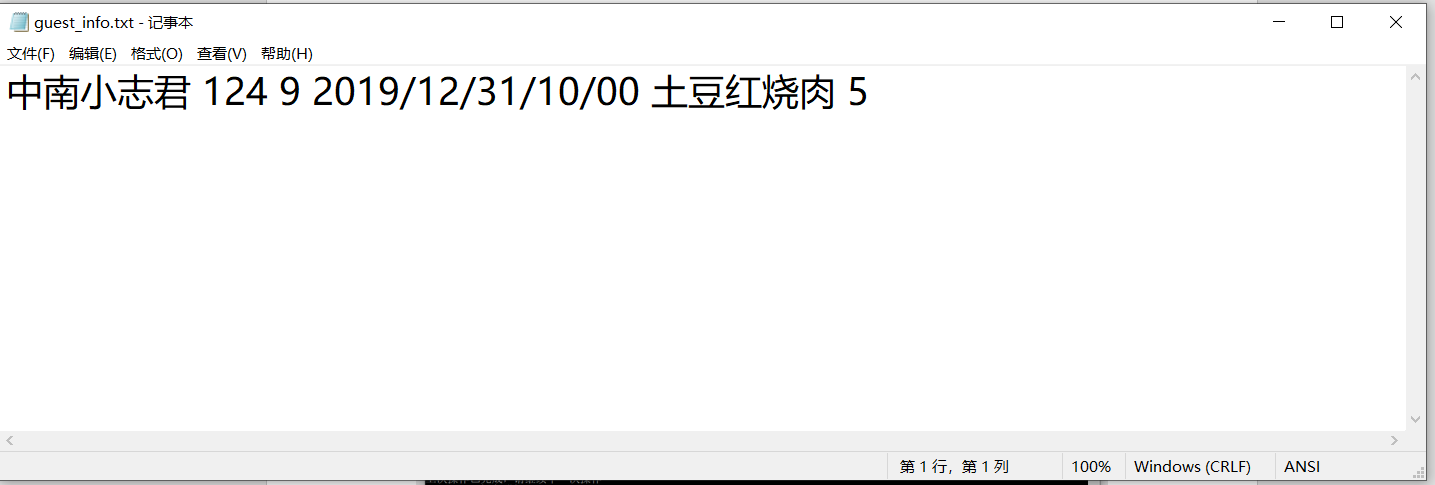 guest_info.txt - 记事本
文件(F) 编辑(E) 格式(O) 查看(V) 帮助(H)
中南小志君 124 9 2019/12/31/10/00 土豆红烧肉 5
第 1 行，第 1 列 100% Windows (CRLF) ANSI